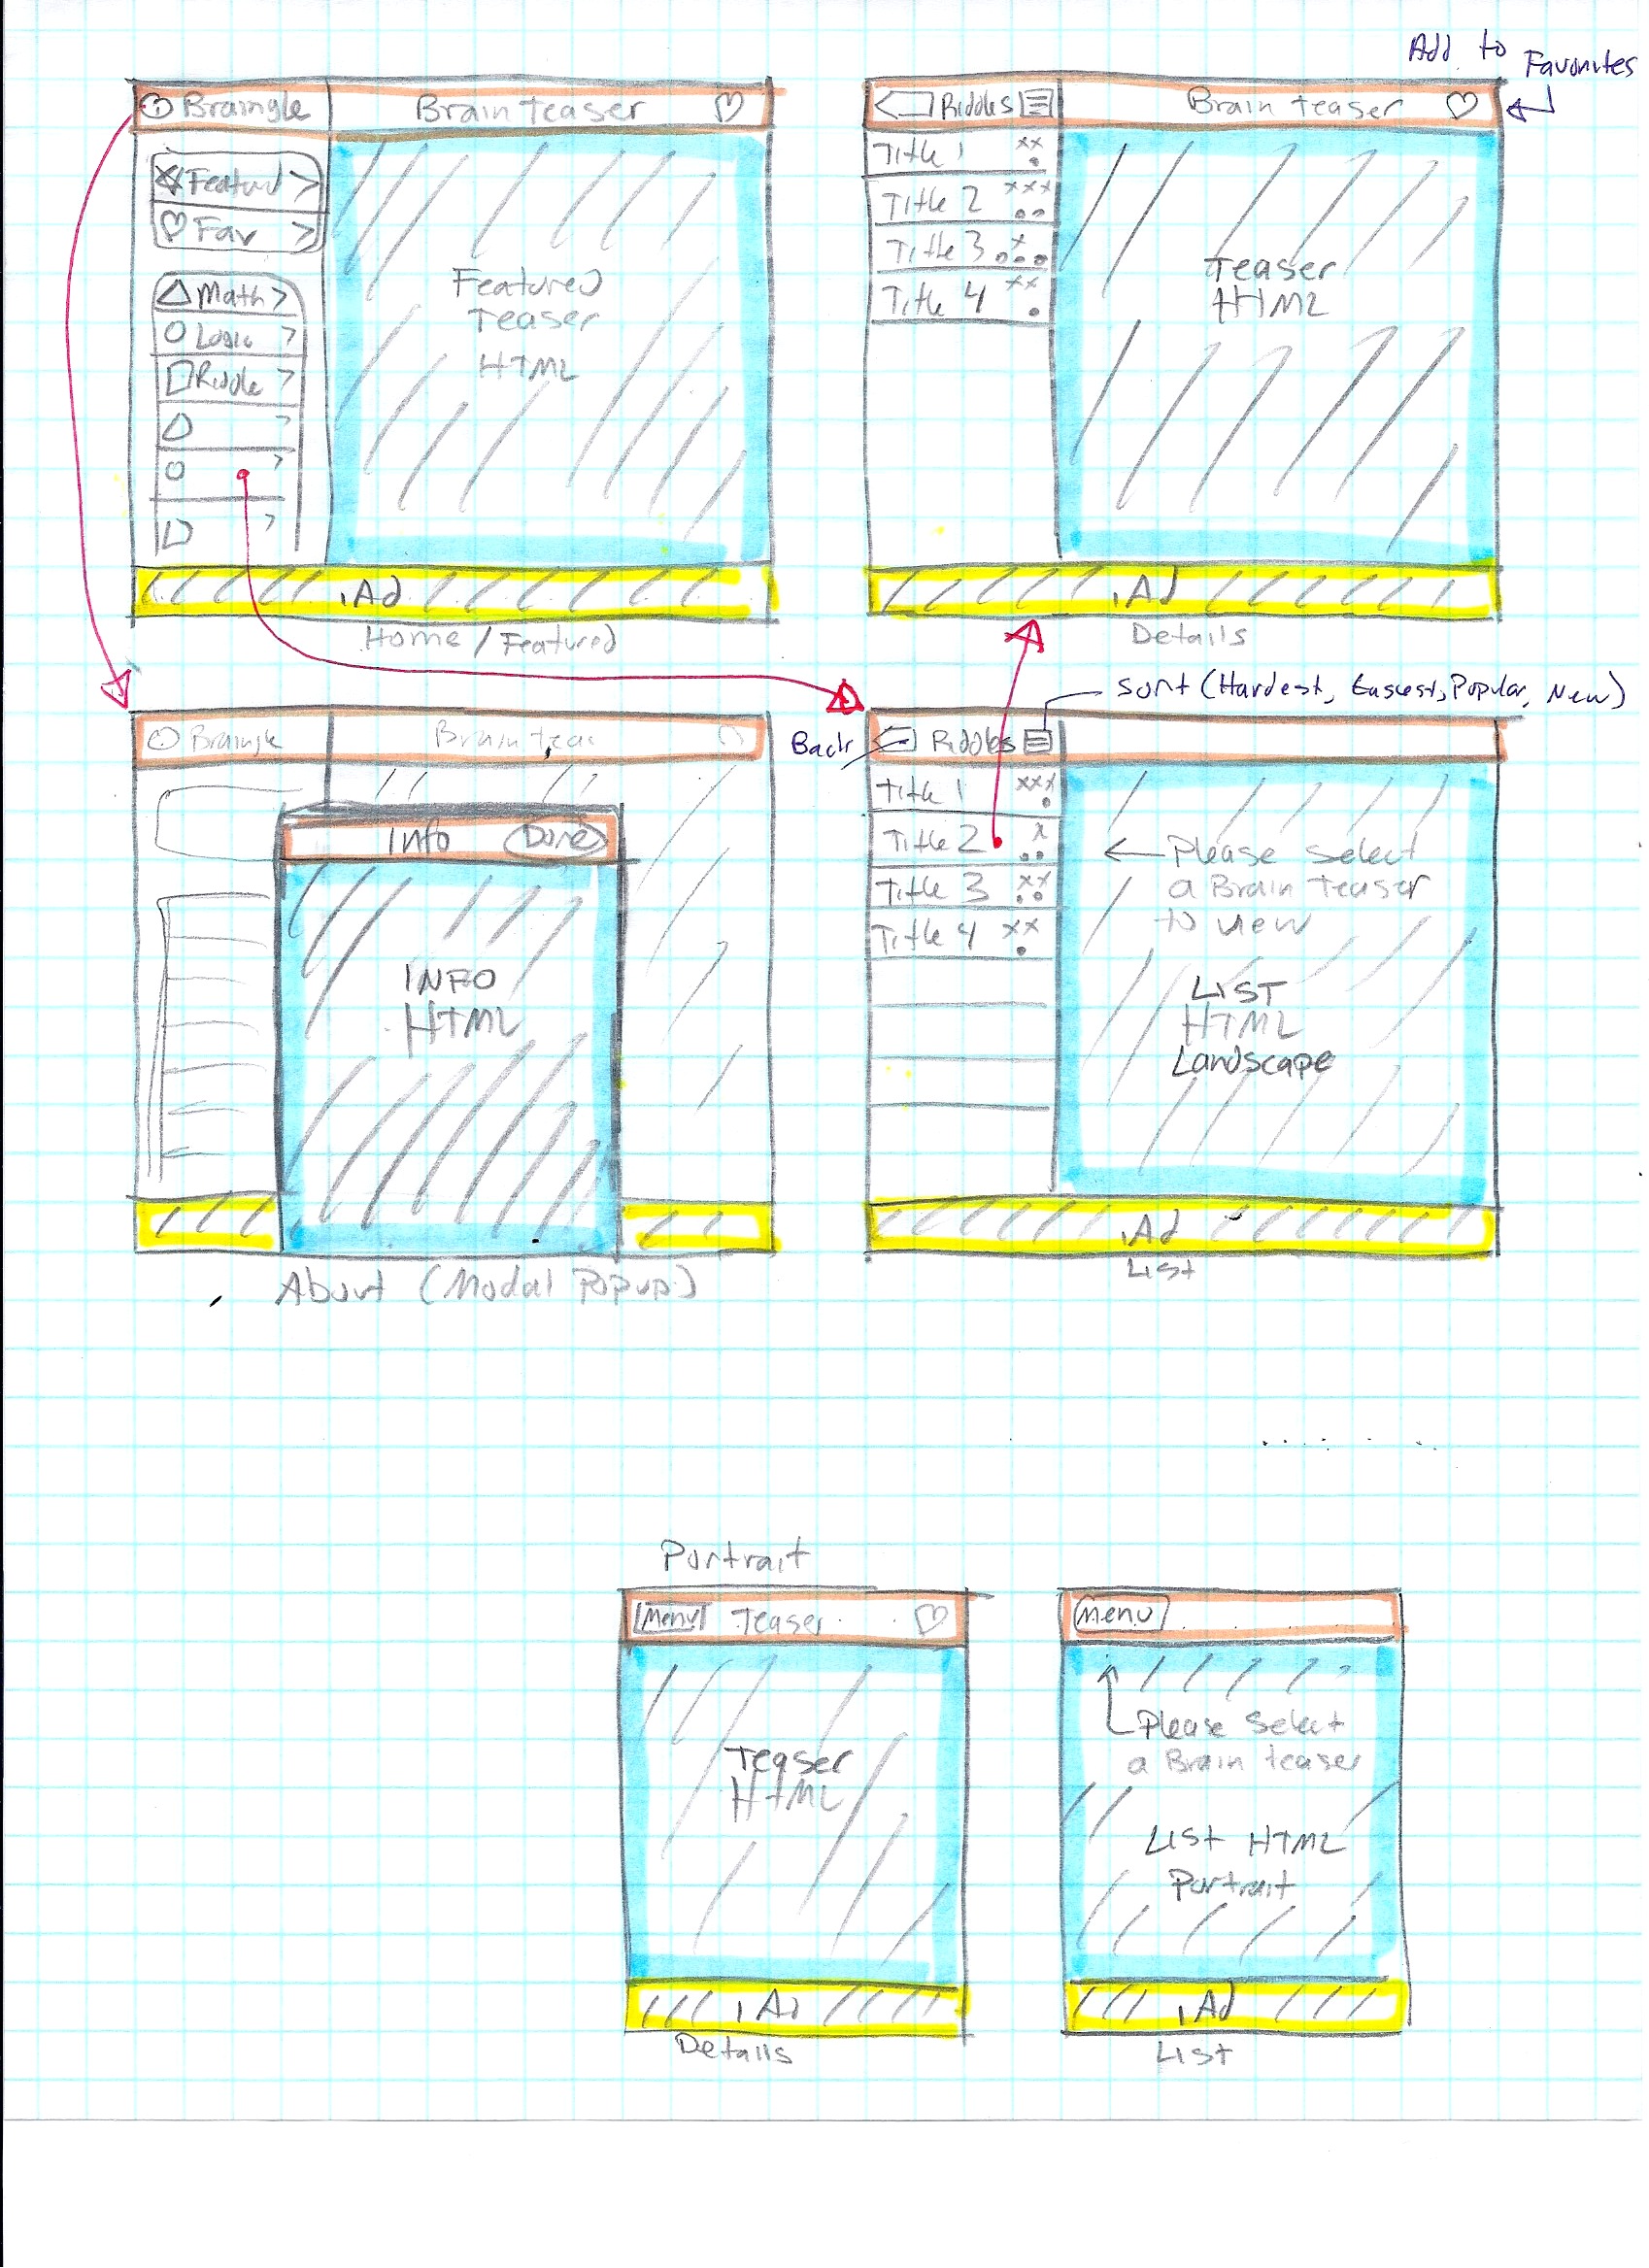 Add to
Favorites
Braingle
Brain teaser
Featurd
Fav
Math
Logic
Riddle
Featured
Teaser
HTML
iAd
Home / Featured
Riddles
Brain teaser
Title 1
Title 2
Title 3
Title 4
Teaser
HTML
iAd
Details
Braingle
Brain teas
Info
Done
INFO
HTML
About (Modal Popup)
Sort (Hardest, Easiest, Popular, New)
Back
Riddles
Title 1
Title 2
Title 3
Title 4
Please select
a Brain teaser
to view
LIST
HTML
Landscape
iAd
List
Portrait
Menu
Teaser
Teaser
HTML
iAd
Details
Menu
Please Select
a Brain teaser
List HTML
Portrait
iAd
List